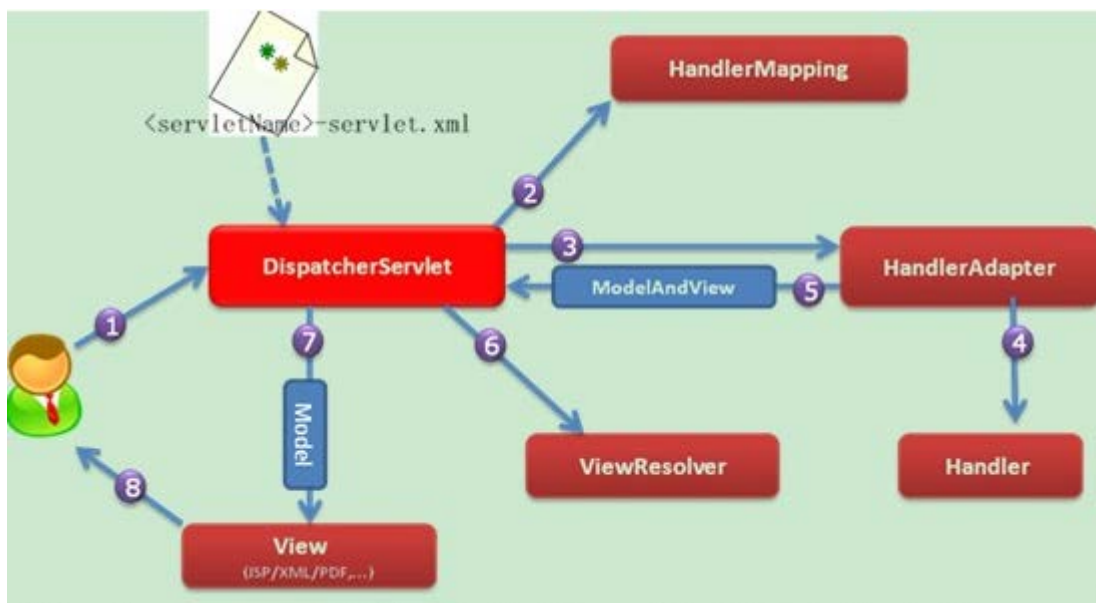 <servletName>-servlet.xml
HandlerMapping
2
DispatcherServlet
3
HandlerAdapter
ModelAndView
5
1
7
6
4
Model
ViewResolver
Handler
8
View
(JSP/XML/PDF,...)